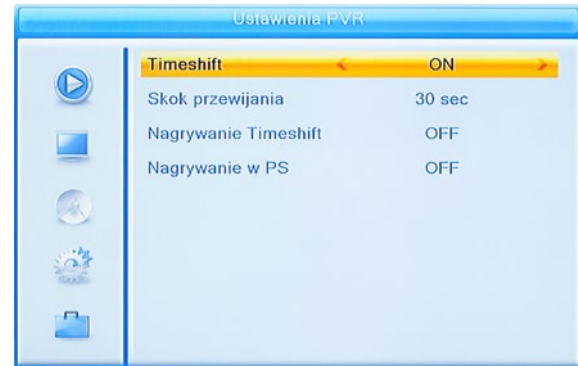 Ustawienia PVR
Timeshift ON
Skok przewijania 30 sec
Nagrywanie Timeshift OFF
Nagrywanie w PS OFF